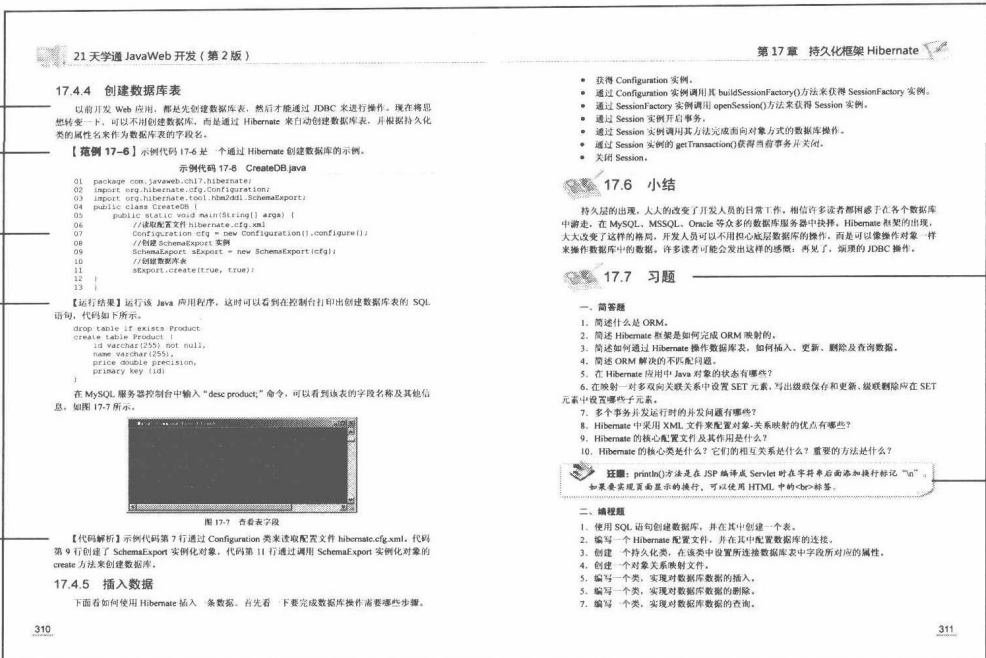 21 天学通 JavaWeb 开发（第 2 版）
17.4.4 创建数据库表
以前开发 Web 应用，都是先创建数据库表，然后才能通过 JDBC 来进行操作。现在将思
想转变一下，可以不用创建数据库，而是通过 Hibernate 来自动创建数据库表，并根据持久化
类的属性名来作为数据库表的字段名。
【范例 17-6】示例代码 17-6 是一个通过 Hibernate 创建数据库的示例。
示例代码 17-6 CreateDB.java
01 package com.javaweb.ch17.hibernate;
02 import org.hibernate.cfg.Configuration;
03 import org.hibernate.tool.hbm2ddl.SchemaExport;
04 public class CreateDB {
05 public static void main(String[] args) {
06 //读取配置文件 hibernate.cfg.xml
07 Configuration cfg = new Configuration().configure();
08 //创建 SchemaExport 实例
09 SchemaExport sExport = new SchemaExport(cfg);
10 //创建数据库表
11 sExport.create(true, true);
12 }
13 }
【运行结果】运行该 Java 应用程序，这时可以看到在控制台打印出创建数据库表的 SQL
语句，代码如下所示。
drop table if exists Product
create table Product (
id varchar(255) not null,
name varchar(255),
price double precision,
primary key (id)
)
在 MySQL 服务器控制台中输入“desc product;”命令，可以看到该表的字段名称及其他信
息，如图 17-7 所示。
图 17-7 查看表字段
【代码解析】示例代码第 7 行通过 Configuration 类来读取配置文件 hibernate.cfg.xml，代码
第 9 行创建了 SchemaExport 实例化对象，代码第 11 行通过调用 SchemaExport 实例化对象的
create 方法来创建数据库。
17.4.5 插入数据
下面看如何使用 Hibernate 插入一条数据。首先看一下要完成数据库操作需要哪些步骤。
310
第 17 章 持久化框架 Hibernate
● 获得 Configuration 实例。
● 通过 Configuration 实例调用其 buildSessionFactory()方法来获得 SessionFactory 实例。
● 通过 SessionFactory 实例调用 openSession()方法来获得 Session 实例。
● 通过 Session 实例开启事务。
● 通过 Session 实例调用其方法完成面向对象方式的数据库操作。
● 通过 Session 实例的 getTransaction()获得当前事务并关闭。
● 关闭 Session。
17.6 小结
持久层的出现，大大的改变了开发人员的日常工作。相信许多读者都困惑于在各个数据库
中游走，在 MySQL、MSSQL、Oracle 等众多的数据库服务器中抉择。Hibernate 框架的出现，
大大改变了这样的格局，开发人员可以不用担心底层数据库的操作，而是可以像操作对象一样
来操作数据库中的数据。许多读者可能会发出这样的感慨：再见了，烦琐的 JDBC 操作。
17.7 习题
一、简答题
1．简述什么是 ORM。
2．简述 Hibernate 框架是如何完成 ORM 映射的。
3．简述如何通过 Hibernate 操作数据库表，如何插入、更新、删除及查询数据。
4．简述 ORM 解决的不匹配问题。
5．在 Hibernate 应用中 Java 对象的状态有哪些？
6．在映射一对多双向关联关系中设置 SET 元素，写出级联保存和更新、级联删除应在 SET
元素中设置哪些子元素。
7．多个事务并发运行时的并发问题有哪些？
8．Hibernate 中采用 XML 文件来配置对象-关系映射的优点有哪些？
9．Hibernate 的核心配置文件及其作用是什么？
10．Hibernate 的核心类是什么？它们的相互关系是什么？重要的方法是什么？
注意：println()方法是在 JSP 编译成 Servlet 时在字符串后面添加换行标记“\n”。
如果要实现页面显示的换行，可以使用 HTML 中的<br>标签。
二、编程题
1．使用 SQL 语句创建数据库，并在其中创建一个表。
2．编写一个 Hibernate 配置文件，并在其中配置数据库的连接。
3．创建一个持久化类，在该类中设置所连接数据库表中字段所对应的属性。
4．创建一个对象关系映射文件。
5．编写一个类，实现对数据库数据的插入。
5．编写一个类，实现对数据库数据的删除。
7．编写一个类，实现对数据库数据的查询。
311